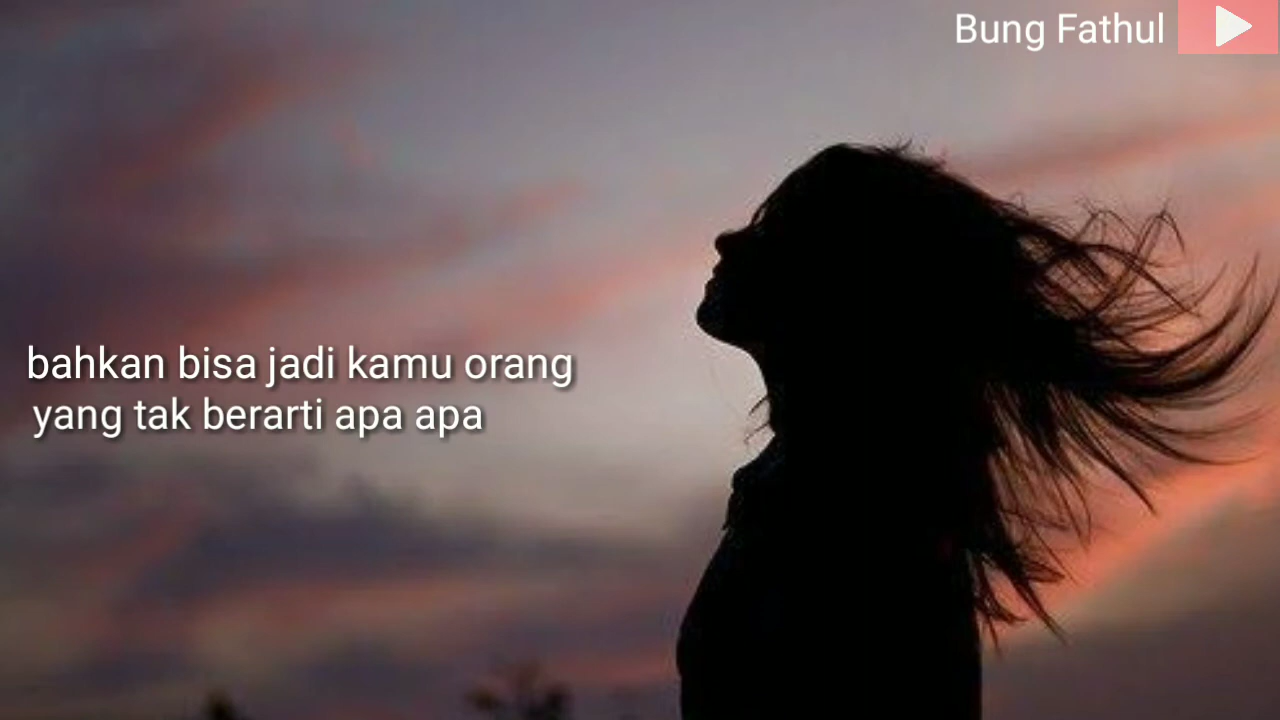 Bung Fathul
bahkan bisa jadi kamu orang
yang tak berarti apa apa